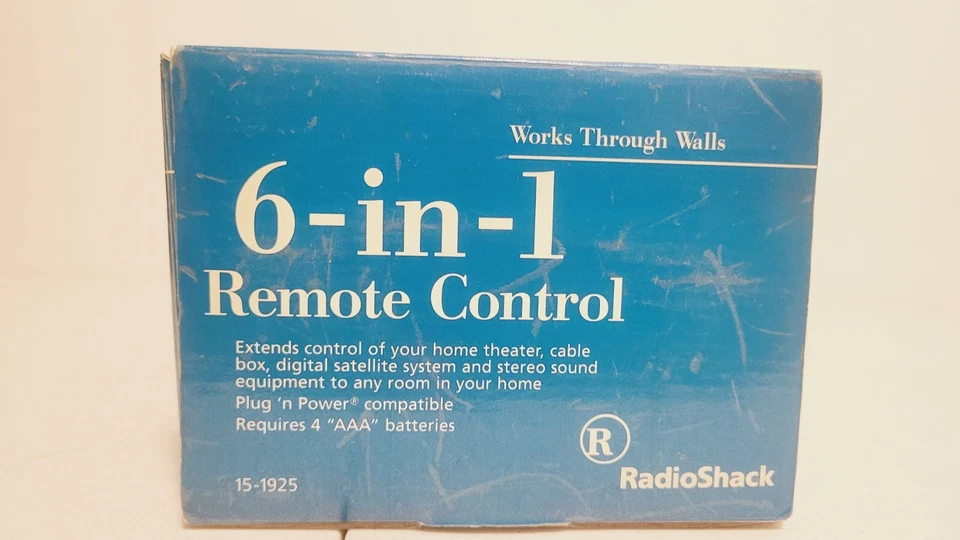 Works Through Walls
6-in-1
Remote Control
Extends control of your home theater, cable
box, digital satellite system and stereo sound
equipment to any room in your home
Plug 'n Power® compatible
Requires 4 "AAA" batteries
R
RadioShack
15-1925